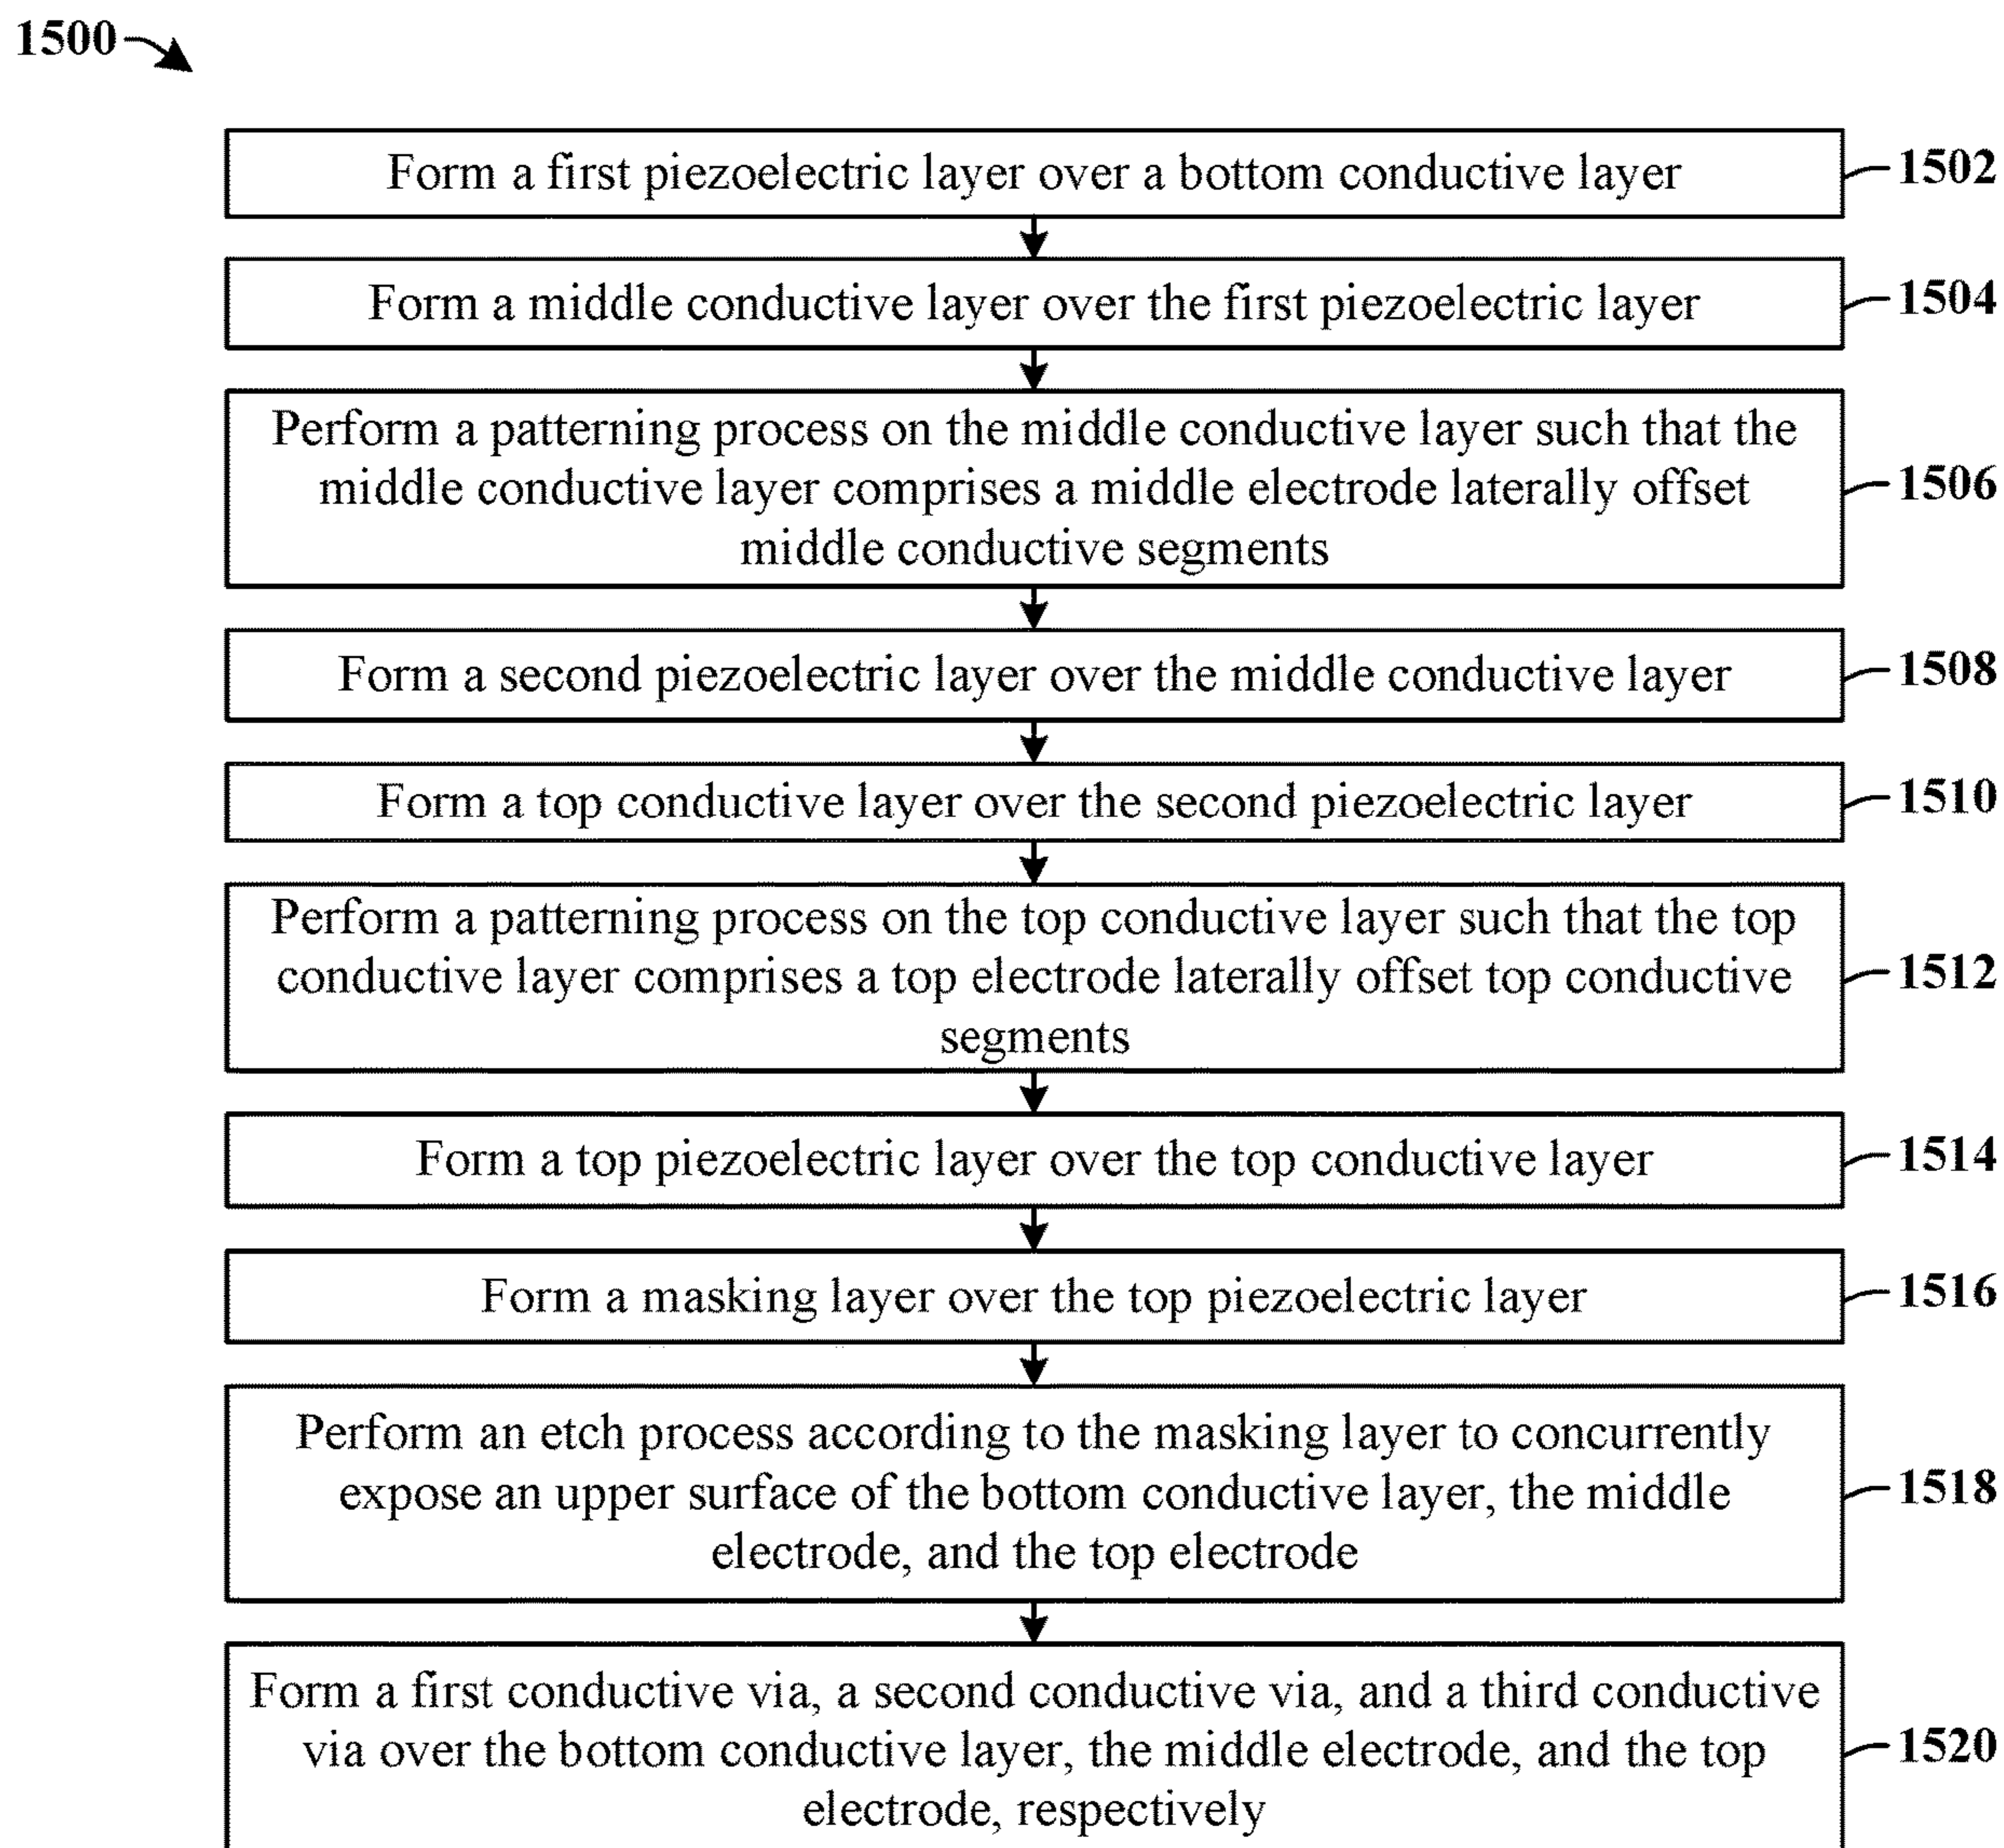 1500
Form a first piezoelectric layer over a bottom conductive layer
1502
Form a middle conductive layer over the first piezoelectric layer
1504
Perform a patterning process on the middle conductive layer such that the
middle conductive layer comprises a middle electrode laterally offset
middle conductive segments
1506
Form a second piezoelectric layer over the middle conductive layer
1508
Form a top conductive layer over the second piezoelectric layer
1510
Perform a patterning process on the top conductive layer such that the top
conductive layer comprises a top electrode laterally offset top conductive
segments
1512
Form a top piezoelectric layer over the top conductive layer
1514
Form a masking layer over the top piezoelectric layer
1516
Perform an etch process according to the masking layer to concurrently
expose an upper surface of the bottom conductive layer, the middle
electrode, and the top electrode
1518
Form a first conductive via, a second conductive via, and a third conductive
via over the bottom conductive layer, the middle electrode, and the top
electrode, respectively
1520